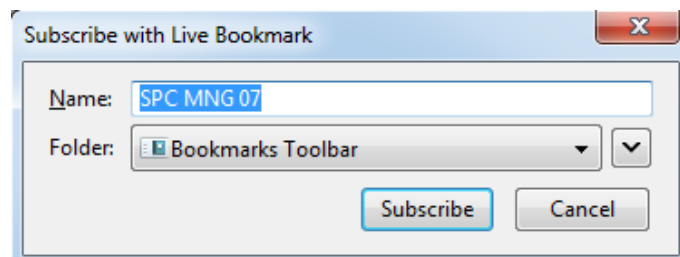 Subscribe with Live Bookmark
Name: SPC MNG 07
Folder: Bookmarks Toolbar
Subscribe Cancel